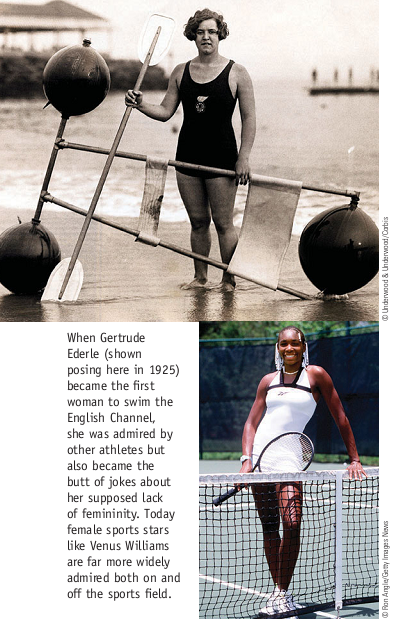 © Underwood & Underwood/Corbis
When Gertrude
Ederle (shown
posing here in 1925)
became the first
woman to swim the
English Channel,
she was admired by
other athletes but
also became the
butt of jokes about
her supposed lack
of femininity. Today
female sports stars
like Venus Williams
are far more widely
admired both on and
off the sports field.
© Ron Angle/Getty Images News